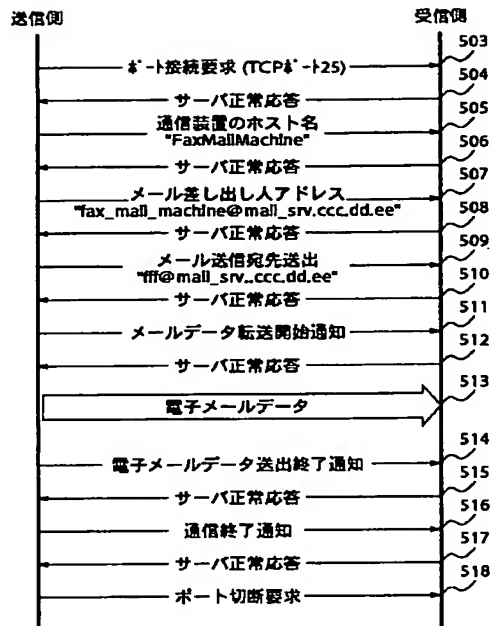 送信側
受信側
503
ポート接続要求 (TCPポート25)
504
サーバ正常応答
505
通信装置のホスト名
"FaxMailMachine"
506
サーバ正常応答
507
メール差し出し人アドレス
"fax_mail_machine@mail_srv.ccc.dd.ee"
508
サーバ正常応答
509
メール送信宛先送出
"fff@mail_srv..ccc.dd.ee"
510
サーバ正常応答
511
メールデータ転送開始通知
512
サーバ正常応答
513
電子メールデータ
514
電子メールデータ送出終了通知
515
サーバ正常応答
516
通信終了通知
517
サーバ正常応答
518
ポート切断要求